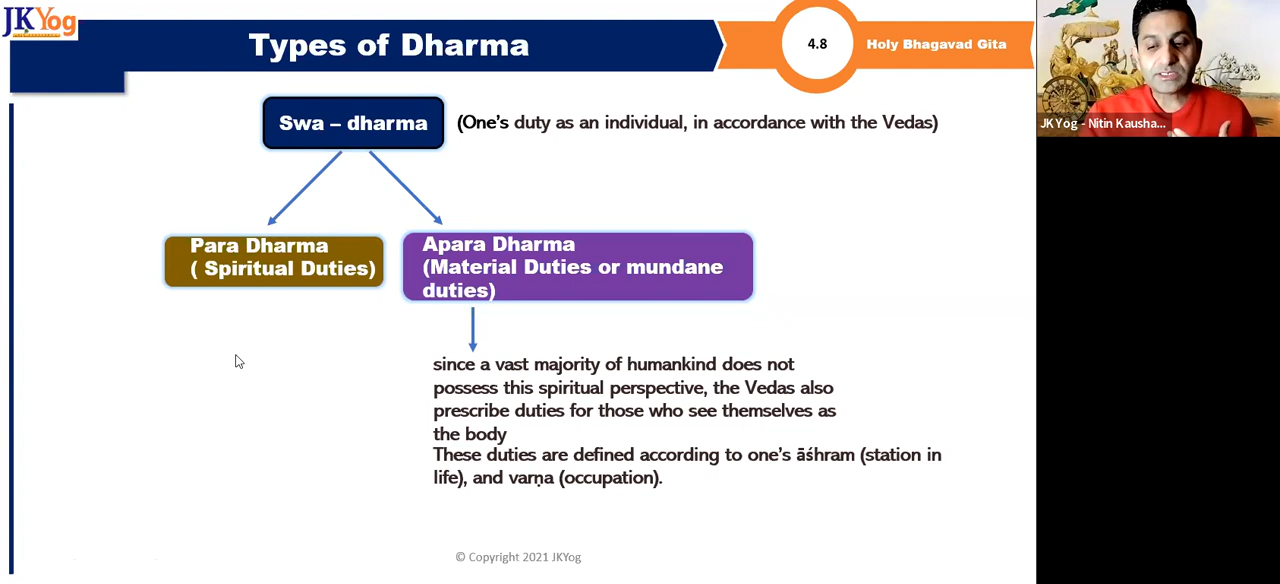 JKYog
Types of Dharma
4.8
Holy Bhagavad Gita
Swa – dharma
(One's duty as an individual, in accordance with the Vedas)
Para Dharma
( Spiritual Duties)
Apara Dharma
(Material Duties or mundane
duties)
since a vast majority of humankind does not
possess this spiritual perspective, the Vedas also
prescribe duties for those who see themselves as
the body
These duties are defined according to one's āśhram (station in
life), and varṇa (occupation).
© Copyright 2021 JKYog
JK Yog - Nitin Kausha...